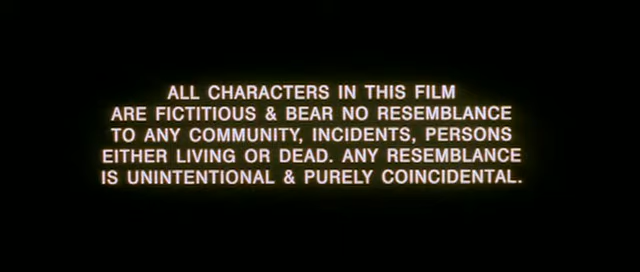 ALL CHARACTERS IN THIS FILM
ARE FICTITIOUS & BEAR NO RESEMBLANCE
TO ANY COMMUNITY, INCIDENTS, PERSONS
EITHER LIVING OR DEAD. ANY RESEMBLANCE
IS UNINTENTIONAL & PURELY COINCIDENTAL.